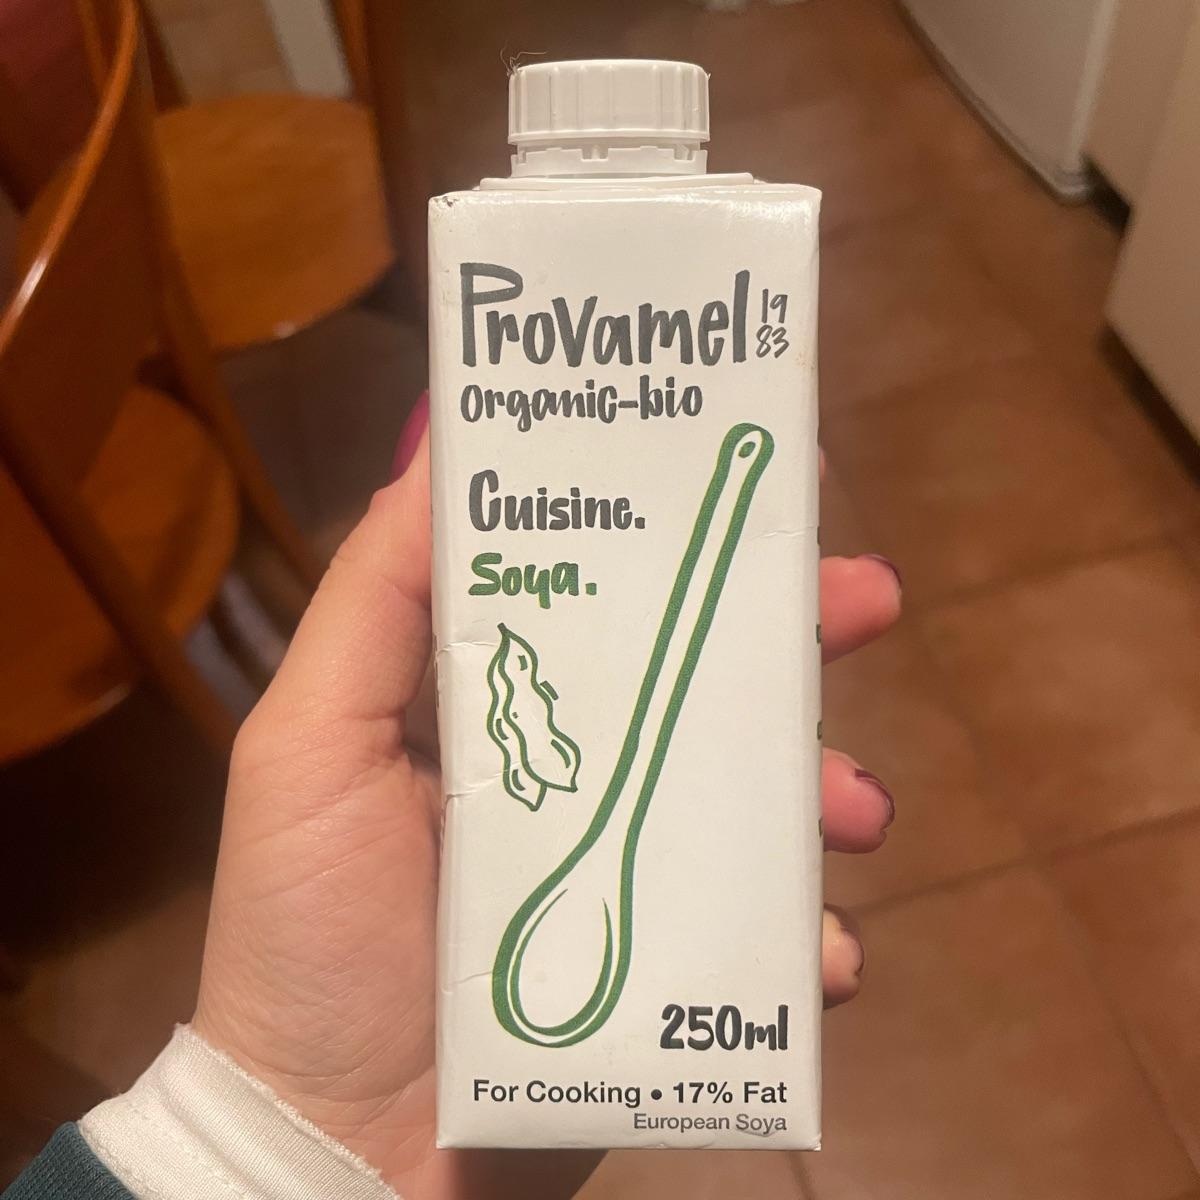 Provamel 19
83
organic-bio
Cuisine.
Soya.
250ml
For Cooking • 17% Fat
European Soya